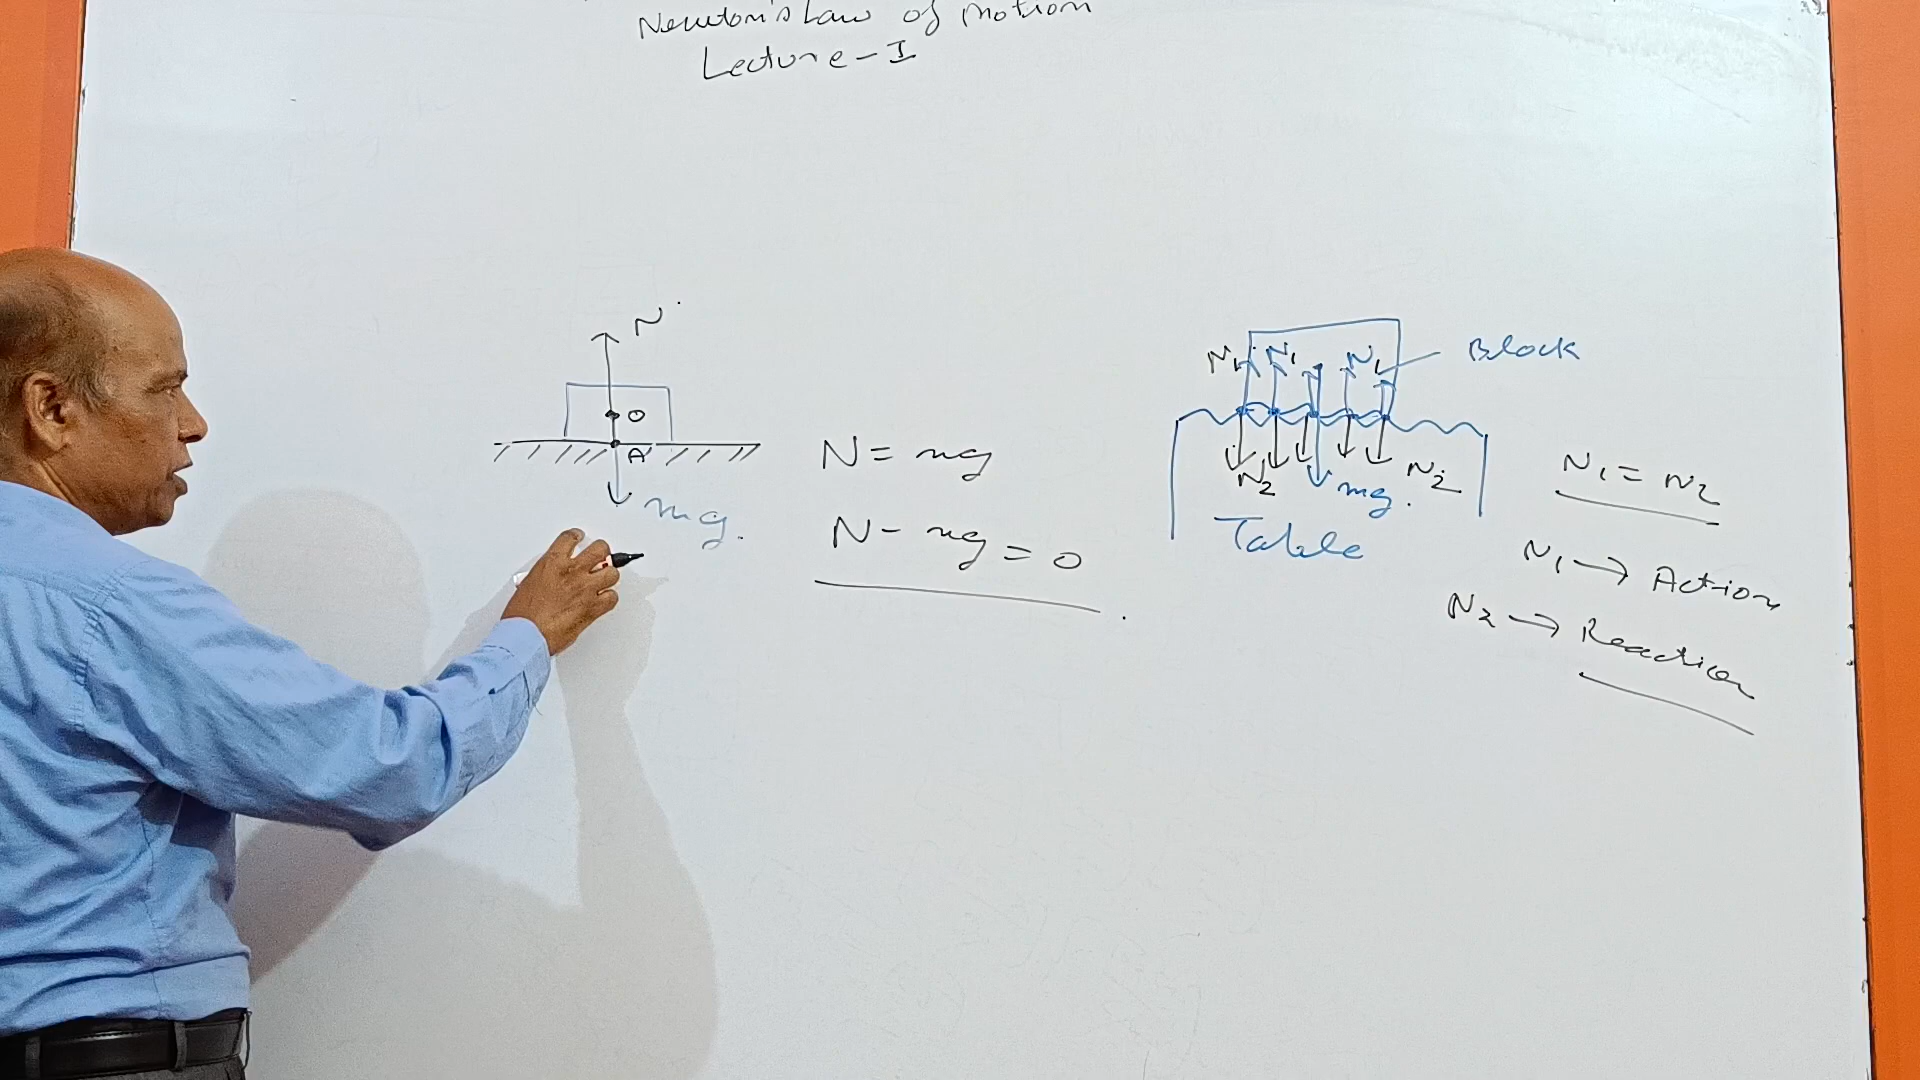 Newton's Law of Motion
Lecture - I
N
O
A
mg.
N = mg
N - mg = 0
N₁ N₁ N₁
Block
N₂ mg. N₂
Table
N₁ = N₂
N₁ → Action
N₂ → Reaction